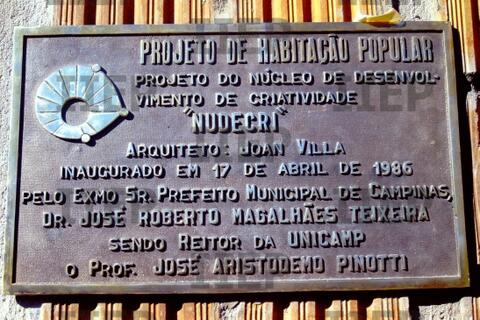 PROJETO DE HABITAÇÃO POPULAR
PROJETO DO NÚCLEO DE DESENVOL-
VIMENTO DE CRIATIVIDADE
"NUDECRI"
ARQUITETO: JOAN VILLA
INAUGURADO EM 17 DE ABRIL DE 1986
PELO EXMO SR. PREFEITO MUNICIPAL DE CAMPINAS,
DR. JOSÉ ROBERTO MAGALHÃES TEIXEIRA
SENDO REITOR DA UNICAMP
O PROF. JOSÉ ARISTODEMO PINOTTI